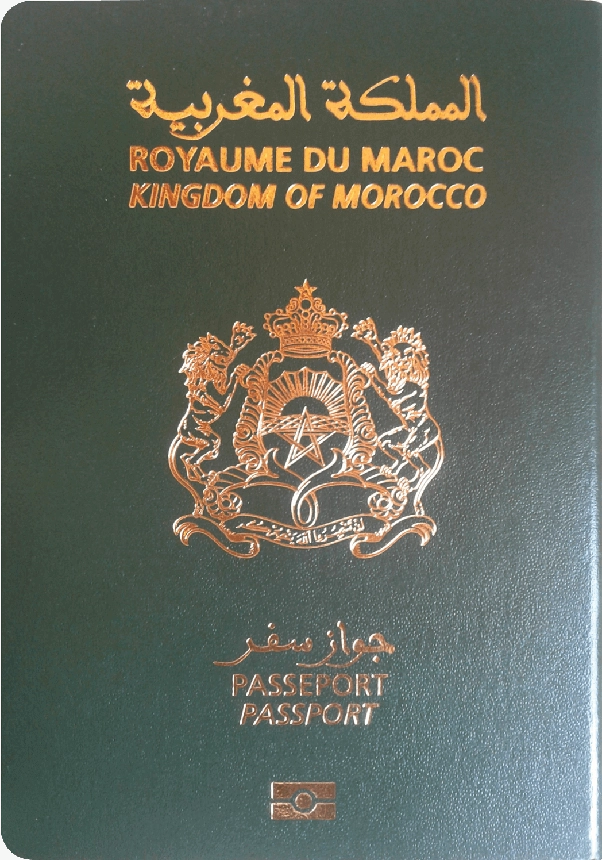 المملكة المغربية
ROYAUME DU MAROC
KINGDOM OF MOROCCO
جواز سفر
PASSEPORT
PASSPORT